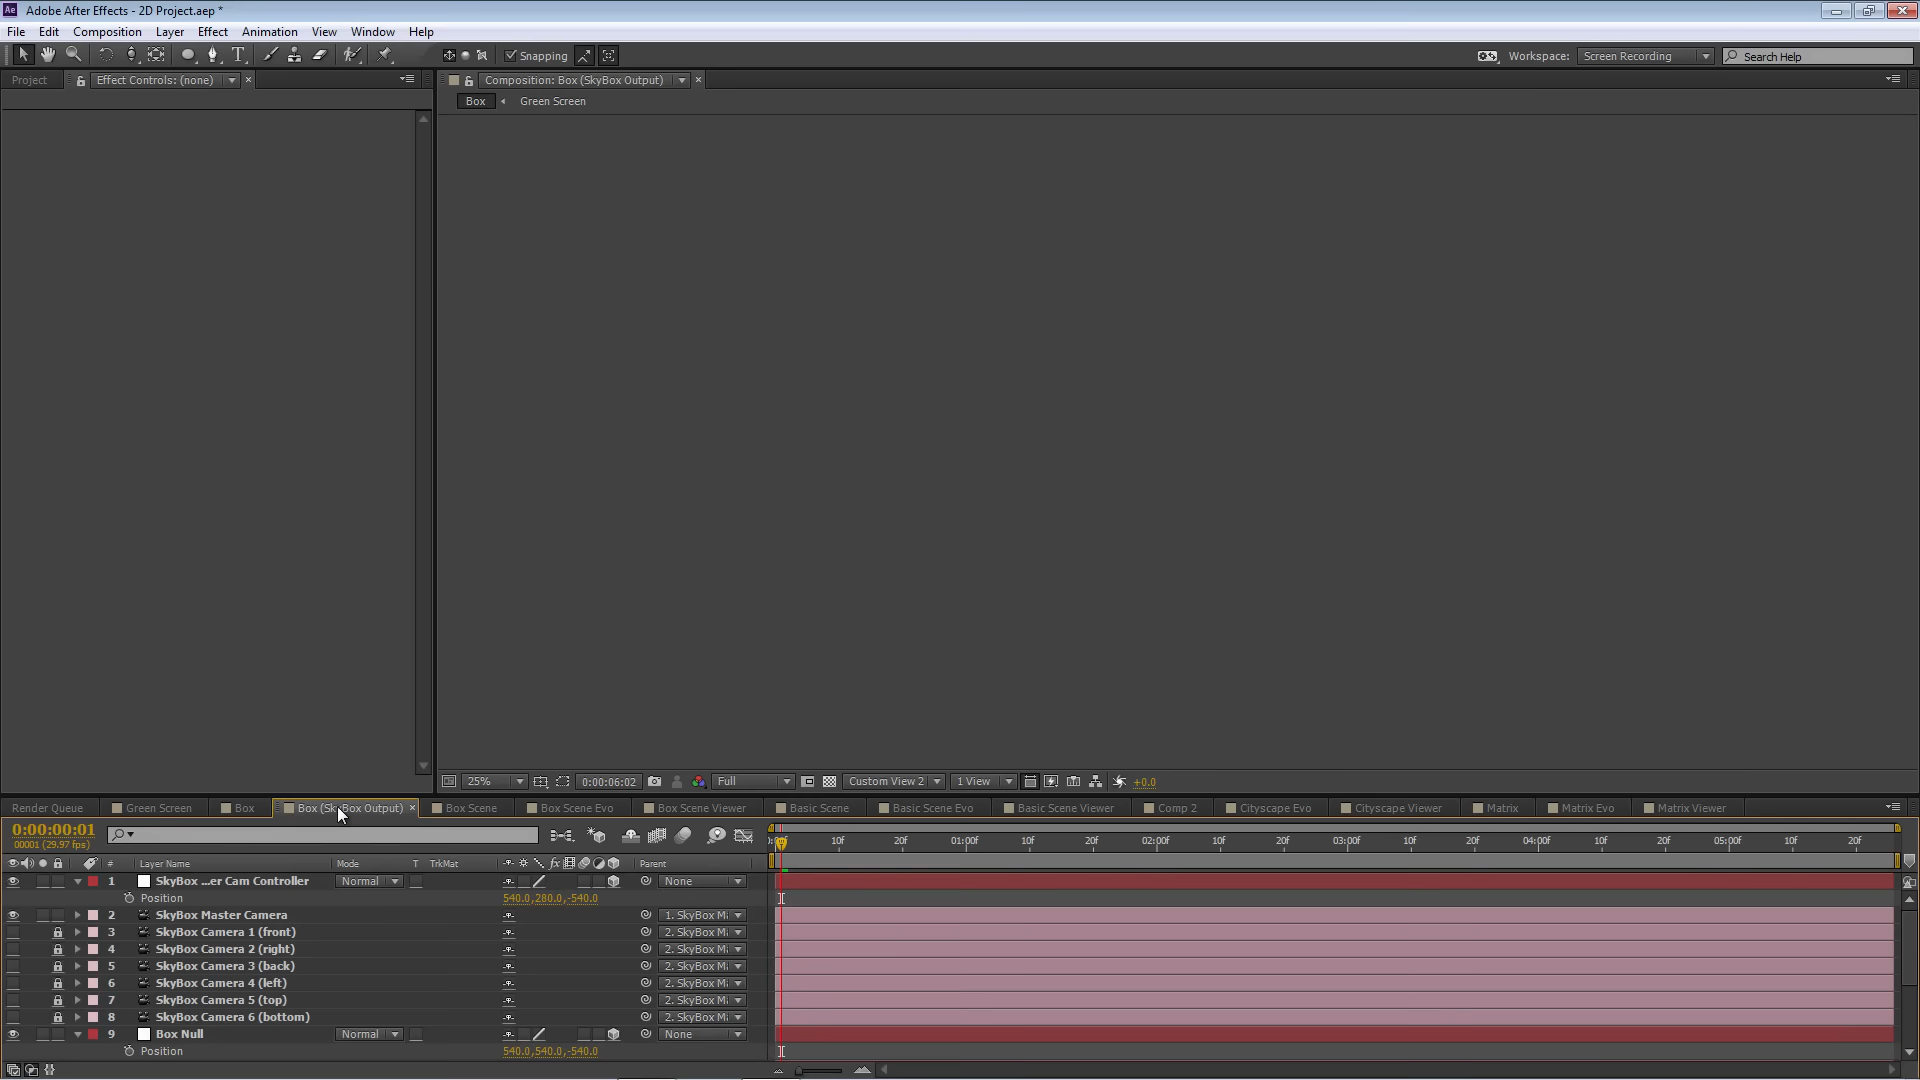 Ae Adobe After Effects - 2D Project.aep *
File Edit Composition Layer Effect Animation View Window Help
T Snapping Workspace: Screen Recording Search Help
Project Effect Controls: (none) × Composition: Box (SkyBox Output) ×
Box Green Screen
25% 0:00:06:02 Full Custom View 2 1 View +0.0
Render Queue Green Screen Box Box (SkyBox Output) × Box Scene Box Scene Evo Box Scene Viewer Basic Scene Basic Scene Evo Basic Scene Viewer Comp 2 Cityscape Evo Cityscape Viewer Matrix Matrix Evo Matrix Viewer
0:00:00:01
00001 (29.97 fps)
10f 20f 01:00f 10f 20f 02:00f 10f 20f 03:00f 10f 20f 04:00f 10f 20f 05:00f 10f 20f
# Layer Name Mode T TrkMat fx Parent
1 SkyBox ...er Cam Controller Normal None
Position 540.0,280.0,-540.0
2 SkyBox Master Camera 1. SkyBox Ma
3 SkyBox Camera 1 (front) 2. SkyBox Ma
4 SkyBox Camera 2 (right) 2. SkyBox Ma
5 SkyBox Camera 3 (back) 2. SkyBox Ma
6 SkyBox Camera 4 (left) 2. SkyBox Ma
7 SkyBox Camera 5 (top) 2. SkyBox Ma
8 SkyBox Camera 6 (bottom) 2. SkyBox Ma
9 Box Null Normal None
Position 540.0,540.0,-540.0